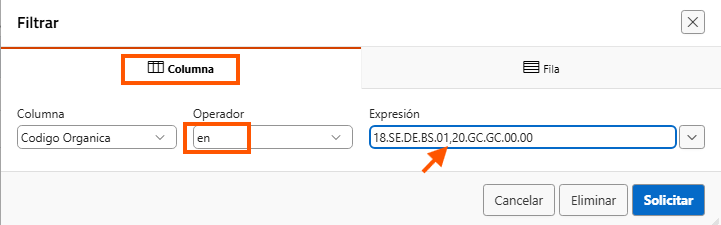 Filtrar
Columna
Fila
Columna
Operador
Expresión
Codigo Organica
en
18.SE.DE.BS.01,20.GC.GC.00.00
Cancelar
Eliminar
Solicitar